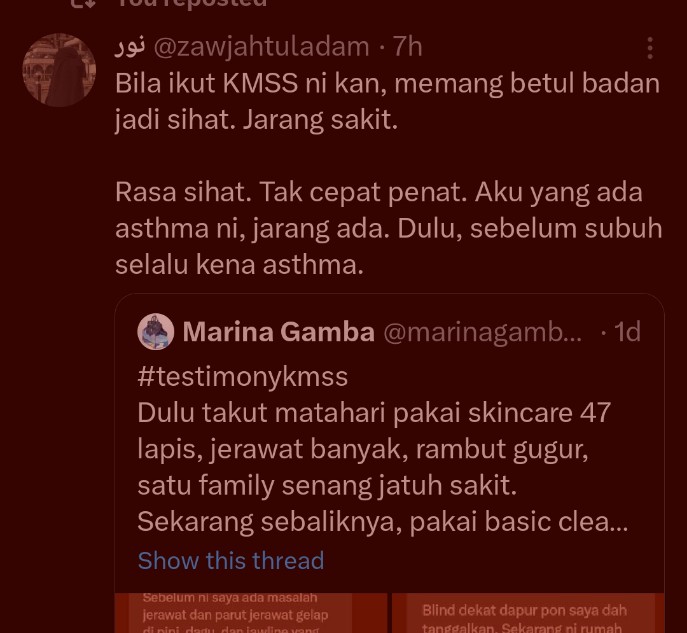 You reposted
نور @zawjahtuladam · 7h
Bila ikut KMSS ni kan, memang betul badan
jadi sihat. Jarang sakit.
Rasa sihat. Tak cepat penat. Aku yang ada
asthma ni, jarang ada. Dulu, sebelum subuh
selalu kena asthma.
Marina Gamba @marinagamb... · 1d
#testimonykmss
Dulu takut matahari pakai skincare 47
lapis, jerawat banyak, rambut gugur,
satu family senang jatuh sakit.
Sekarang sebaliknya, pakai basic clea...
Show this thread
Sebelum ni saya ada masalah
jerawat dan parut jerawat gelap
di pipi, dagu, dan jawline yang
Blind dekat dapur pon saya dah
tanggalkan. Sekarang ni rumah